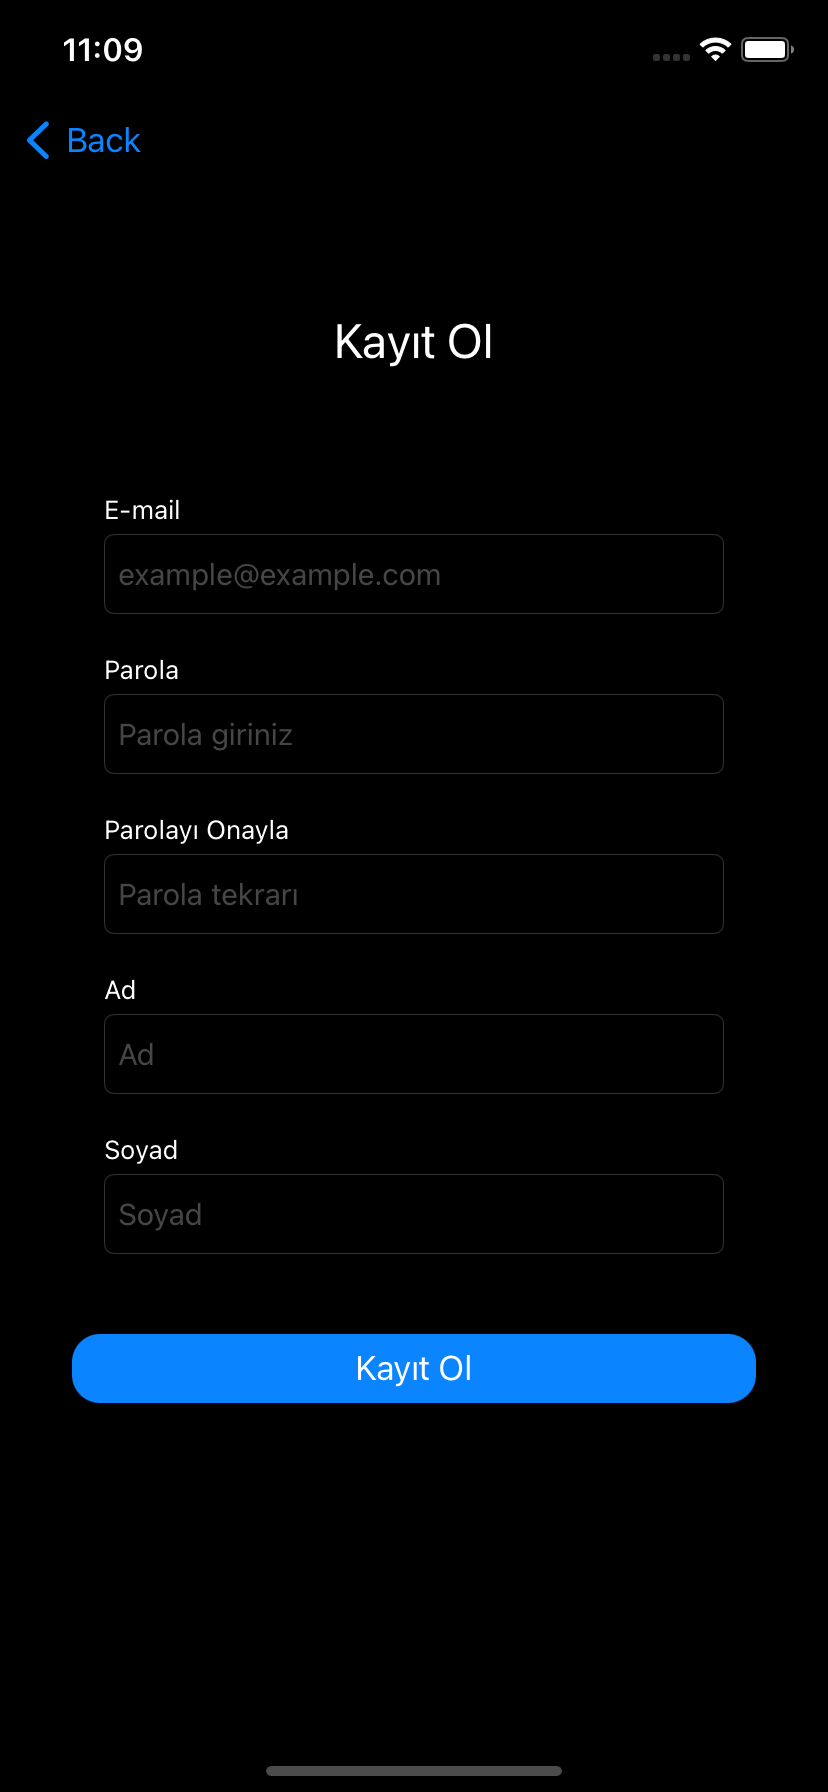 11:09
Back
Kayıt Ol
E-mail
example@example.com
Parola
Parola giriniz
Parolayı Onayla
Parola tekrarı
Ad
Ad
Soyad
Soyad
Kayıt Ol